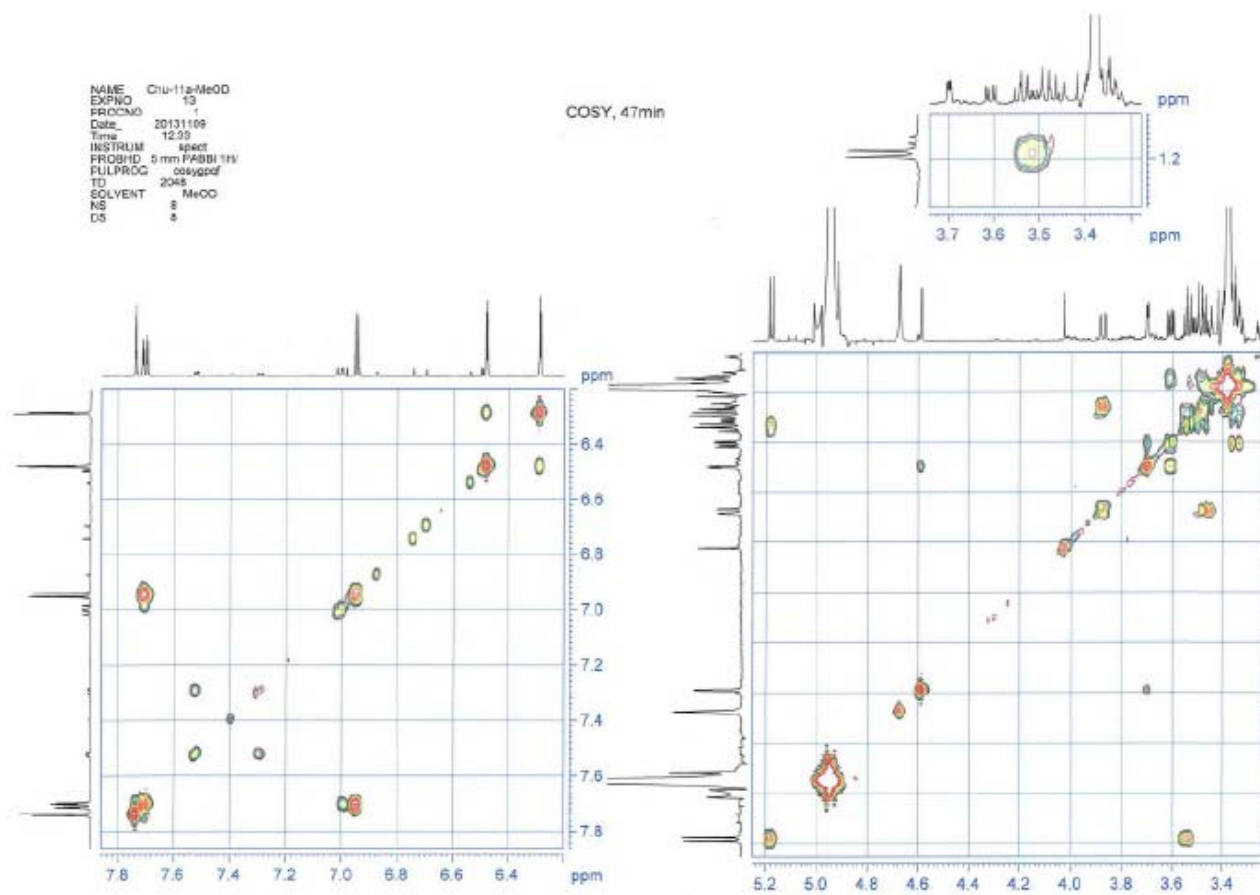 NAME Chu-11a-MeOD
EXPNO 13
PROCNO 1
Date_ 20131109
Time 12.33
INSTRUM spect
PROBHD 5 mm PABBI 1H/
PULPROG cosygpqf
TD 2048
SOLVENT MeOD
NS 8
DS 8
COSY, 47min
ppm
1.2
3.7 3.6 3.5 3.4 ppm
ppm
6.4
6.6
6.8
7.0
7.2
7.4
7.6
7.8
7.8 7.6 7.4 7.2 7.0 6.8 6.6 6.4 ppm
5.2 5.0 4.8 4.6 4.4 4.2 4.0 3.8 3.6 3.4